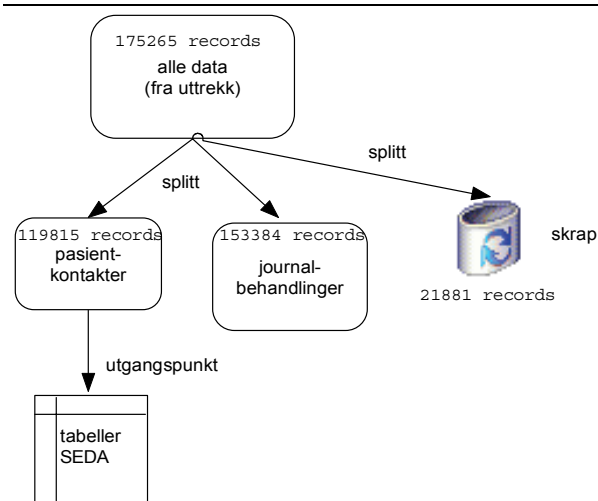 175265 records
alle data
(fra uttrekk)
splitt
splitt
119815 records
pasient-
kontakter
153384 records
journal-
behandlinger
skrap
21881 records
utgangspunkt
tabeller
SEDA